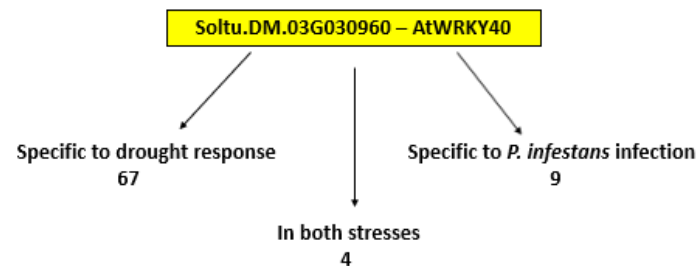 Soltu.DM.03G030960 – AtWRKY40
Specific to drought response
67
Specific to P. infestans infection
9
In both stresses
4